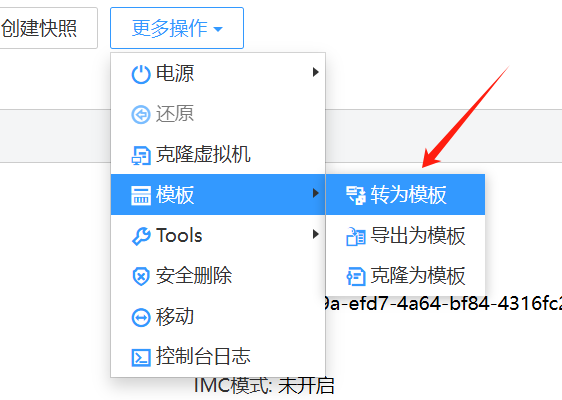 创建快照
更多操作
电源
还原
克隆虚拟机
模板
转为模板
Tools
导出为模板
安全删除
克隆为模板
9a-efd7-4a64-bf84-4316fc2
移动
控制台日志
IMC模式: 未开启